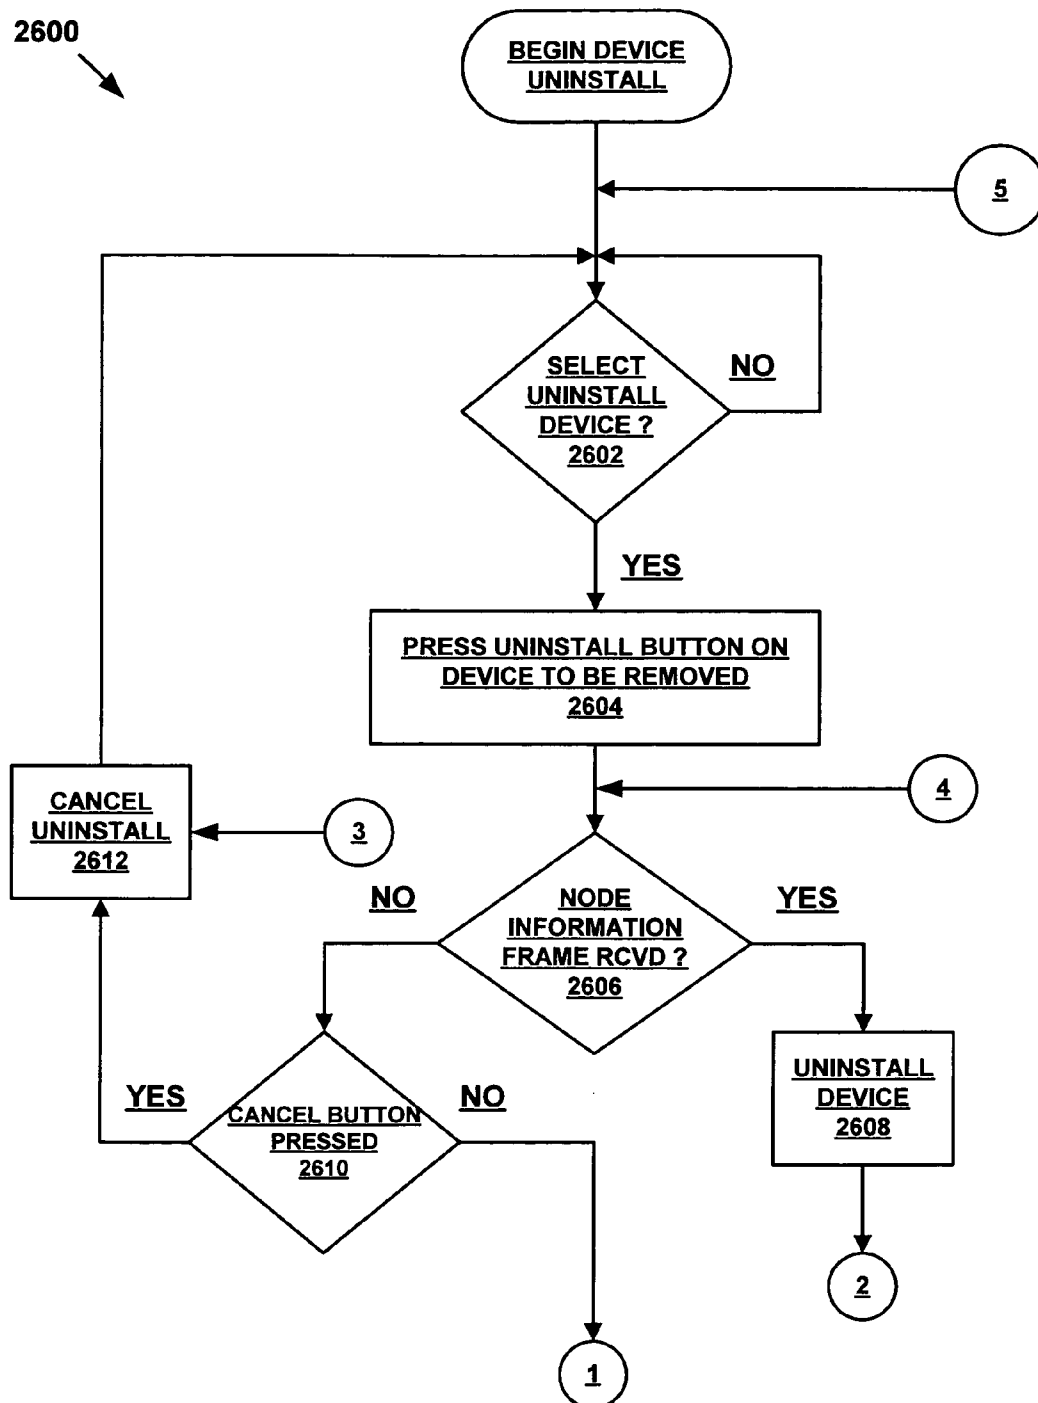 2600
BEGIN DEVICE
UNINSTALL
5
SELECT
UNINSTALL
DEVICE ?
2602
NO
YES
PRESS UNINSTALL BUTTON ON
DEVICE TO BE REMOVED
2604
4
CANCEL
UNINSTALL
2612
3
NO
NODE
INFORMATION
FRAME RCVD ?
2606
YES
UNINSTALL
DEVICE
2608
YES
CANCEL BUTTON
PRESSED
2610
NO
2
1